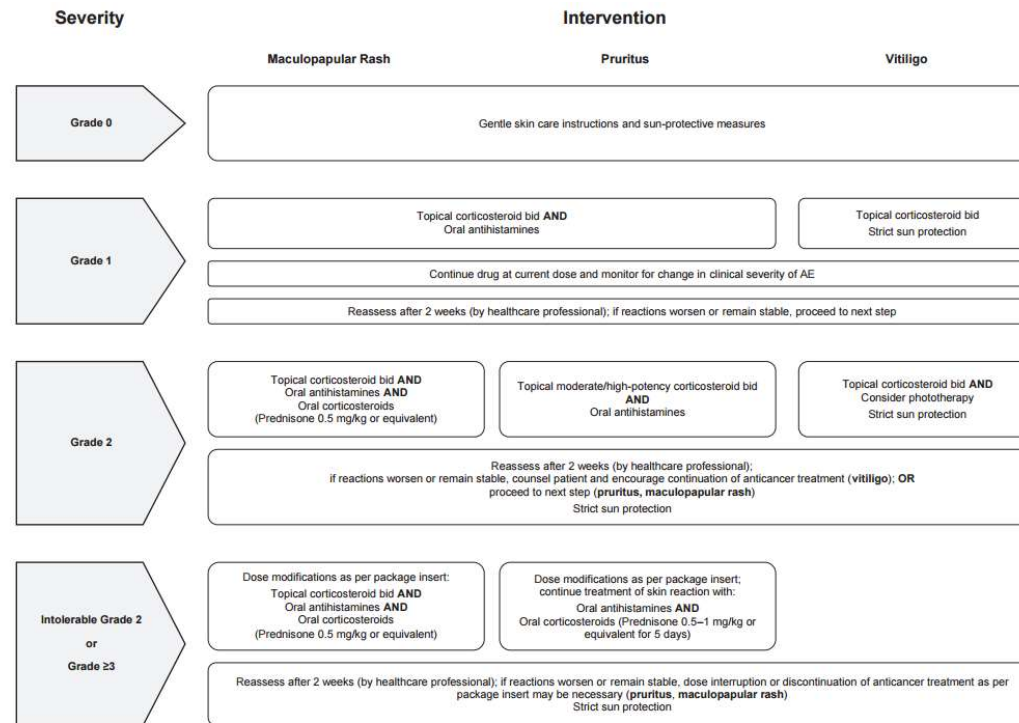 Severity
Intervention
Maculopapular Rash
Pruritus
Vitiligo
Grade 0
Gentle skin care instructions and sun-protective measures
Grade 1
Topical corticosteroid bid AND
Oral antihistamines
Topical corticosteroid bid
Strict sun protection
Continue drug at current dose and monitor for change in clinical severity of AE
Reassess after 2 weeks (by healthcare professional); if reactions worsen or remain stable, proceed to next step
Grade 2
Topical corticosteroid bid AND
Oral antihistamines AND
Oral corticosteroids
(Prednisone 0.5 mg/kg or equivalent)
Topical moderate/high-potency corticosteroid bid
AND
Oral antihistamines
Topical corticosteroid bid AND
Consider phototherapy
Strict sun protection
Reassess after 2 weeks (by healthcare professional);
if reactions worsen or remain stable, counsel patient and encourage continuation of anticancer treatment (vitiligo); OR
proceed to next step (pruritus, maculopapular rash)
Strict sun protection
Intolerable Grade 2
or
Grade ≥3
Dose modifications as per package insert:
Topical corticosteroid bid AND
Oral antihistamines AND
Oral corticosteroids
(Prednisone 0.5 mg/kg or equivalent)
Dose modifications as per package insert;
continue treatment of skin reaction with:
Oral antihistamines AND
Oral corticosteroids (Prednisone 0.5–1 mg/kg or
equivalent for 5 days)
Reassess after 2 weeks (by healthcare professional); if reactions worsen or remain stable, dose interruption or discontinuation of anticancer treatment as per
package insert may be necessary (pruritus, maculopapular rash)
Strict sun protection